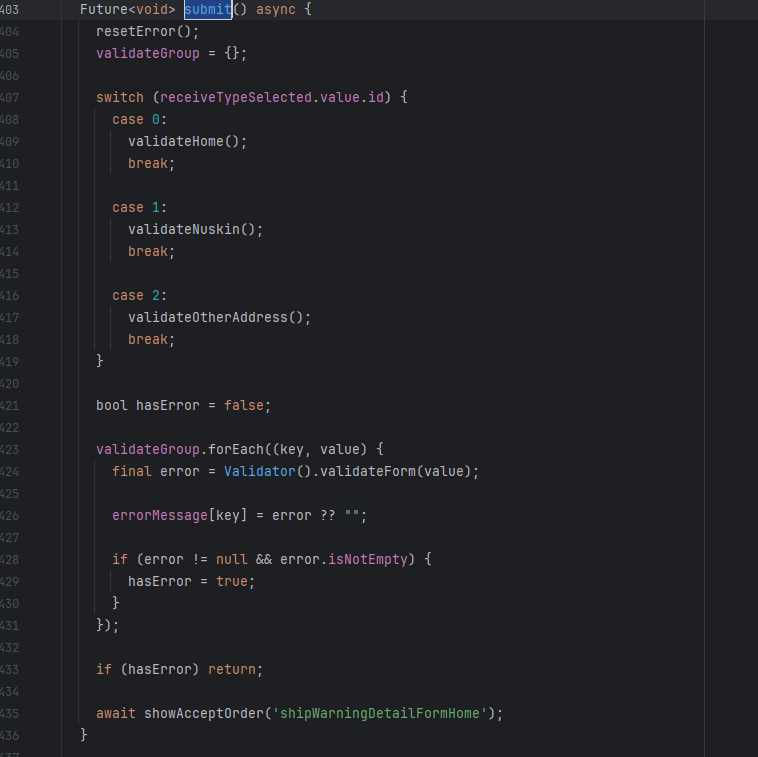 403 Future<void> submit() async {
404 resetError();
405 validateGroup = {};
406
407 switch (receiveTypeSelected.value.id) {
408 case 0:
409 validateHome();
410 break;
411
412 case 1:
413 validateNuskin();
414 break;
415
416 case 2:
417 validateOtherAddress();
418 break;
419 }
420
421 bool hasError = false;
422
423 validateGroup.forEach((key, value) {
424 final error = Validator().validateForm(value);
425
426 errorMessage[key] = error ?? "";
427
428 if (error != null && error.isNotEmpty) {
429 hasError = true;
430 }
431 });
432
433 if (hasError) return;
434
435 await showAcceptOrder('shipWarningDetailFormHome');
436 }